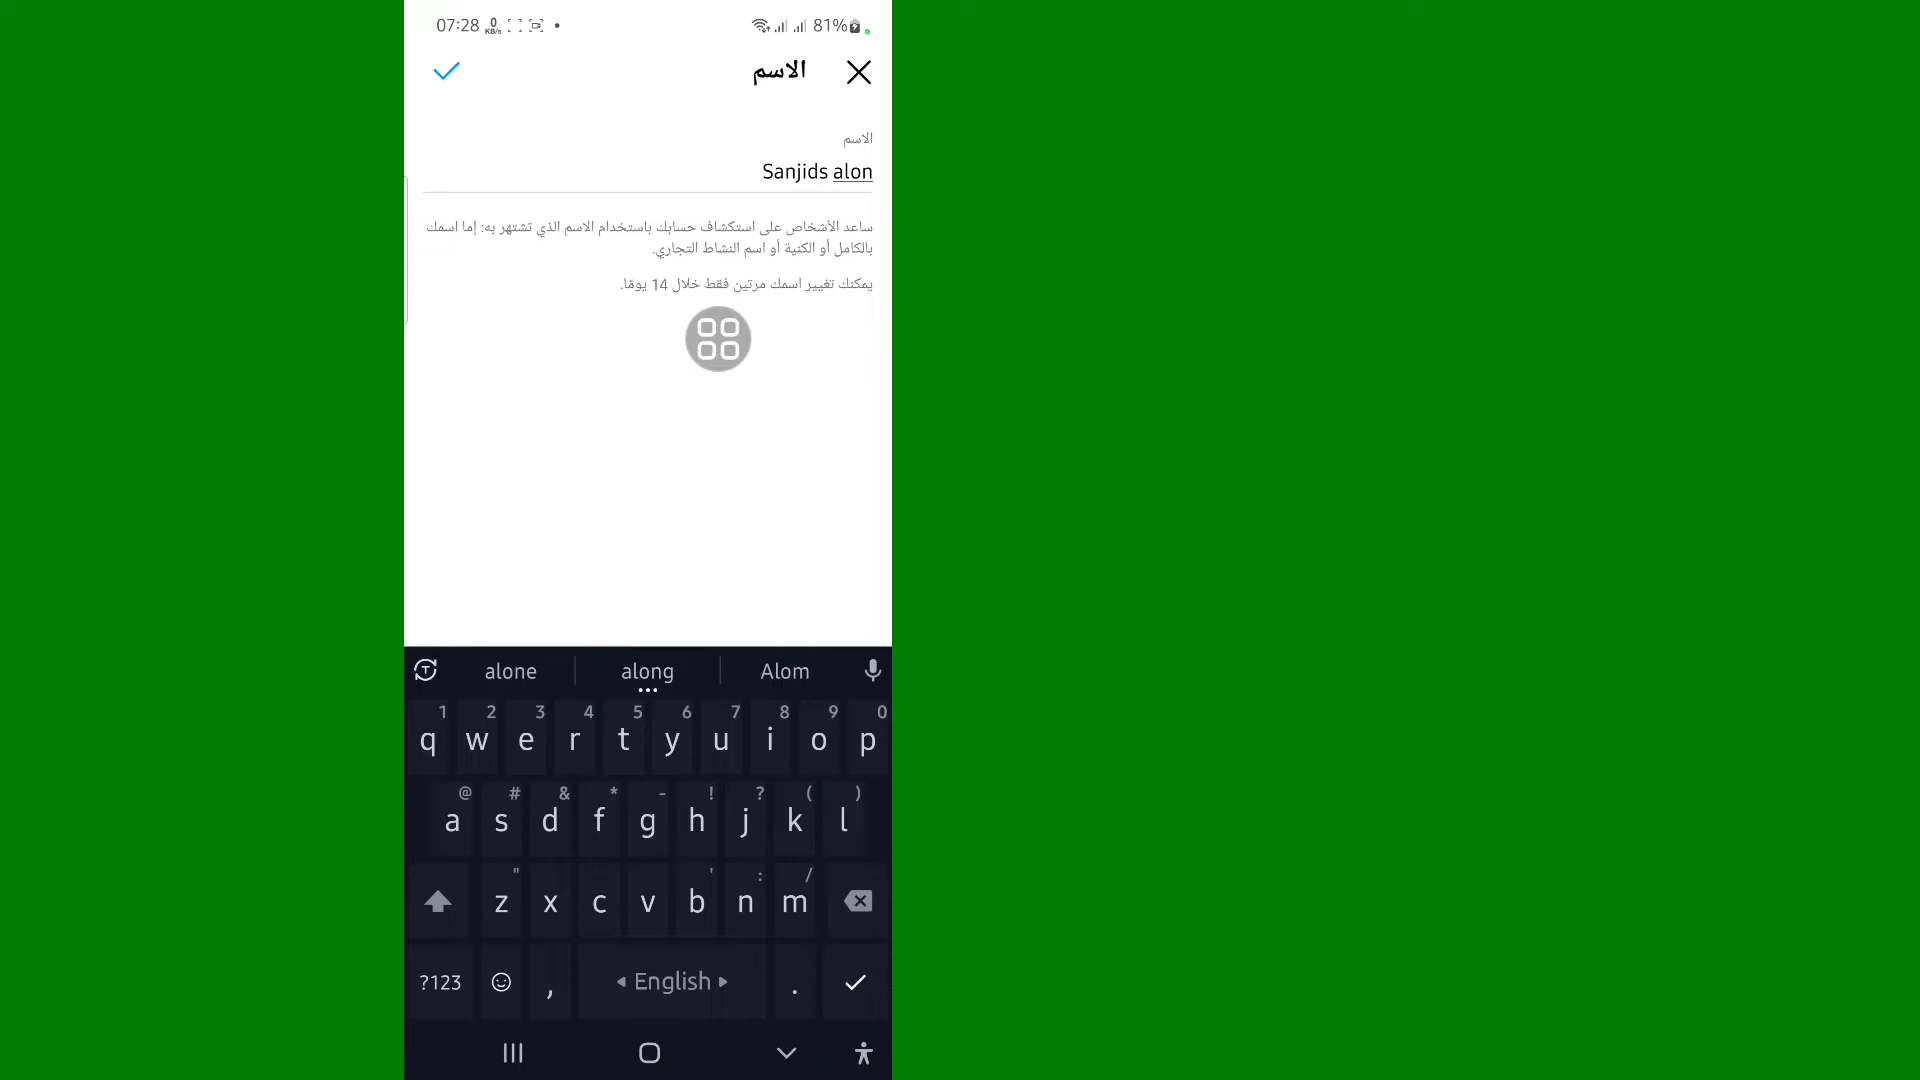 07:28 0 KB/s 81%
الاسم
الاسم
Sanjids alon
ساعد الأشخاص على استكشاف حسابك باستخدام الاسم الذي تشتهر به: إما اسمك
بالكامل أو الكنية أو اسم النشاط التجاري.
يمكنك تغيير اسمك مرتين فقط خلال 14 يومًا.
T alone along Alom
1 2 3 4 5 6 7 8 9 0
q w e r t y u i o p
@ # & * - ! ? ( )
a s d f g h j k l
" ' : /
z x c v b n m
?123 , English .